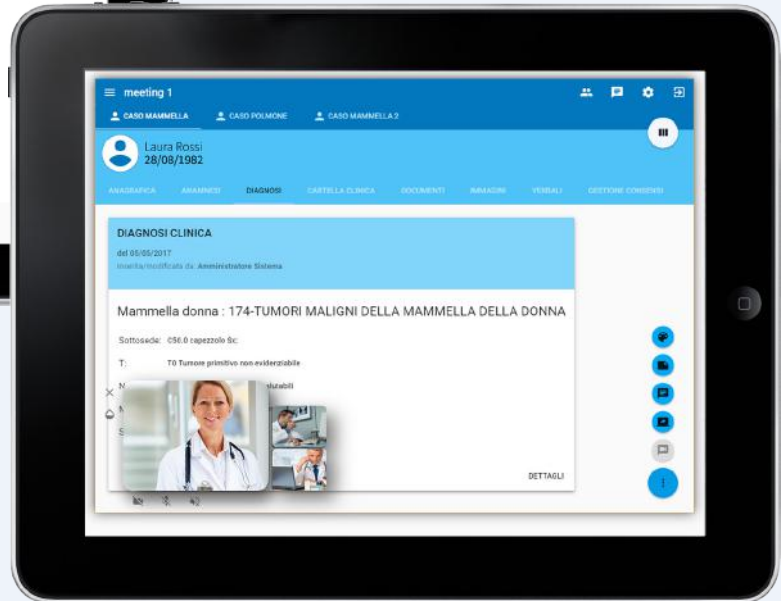 meeting 1
CASO MAMMELLA CASO POLMONE CASO MAMMELLA 2
Laura Rossi
28/08/1982
ANAGRAFICA ANAMNESI DIAGNOSI CARTELLA CLINICA DOCUMENTI IMMAGINI VERBALI GESTIONE CONSENSI
DIAGNOSI CLINICA
del 05/05/2017
Inserita/modificata da: Amministratore Sistema
Mammella donna : 174-TUMORI MALIGNI DELLA MAMMELLA DELLA DONNA
Sottosede: C50.0 capezzolo Sx:
T: T0 Tumore primitivo non evidenziabile
N
M
S
DETTAGLI